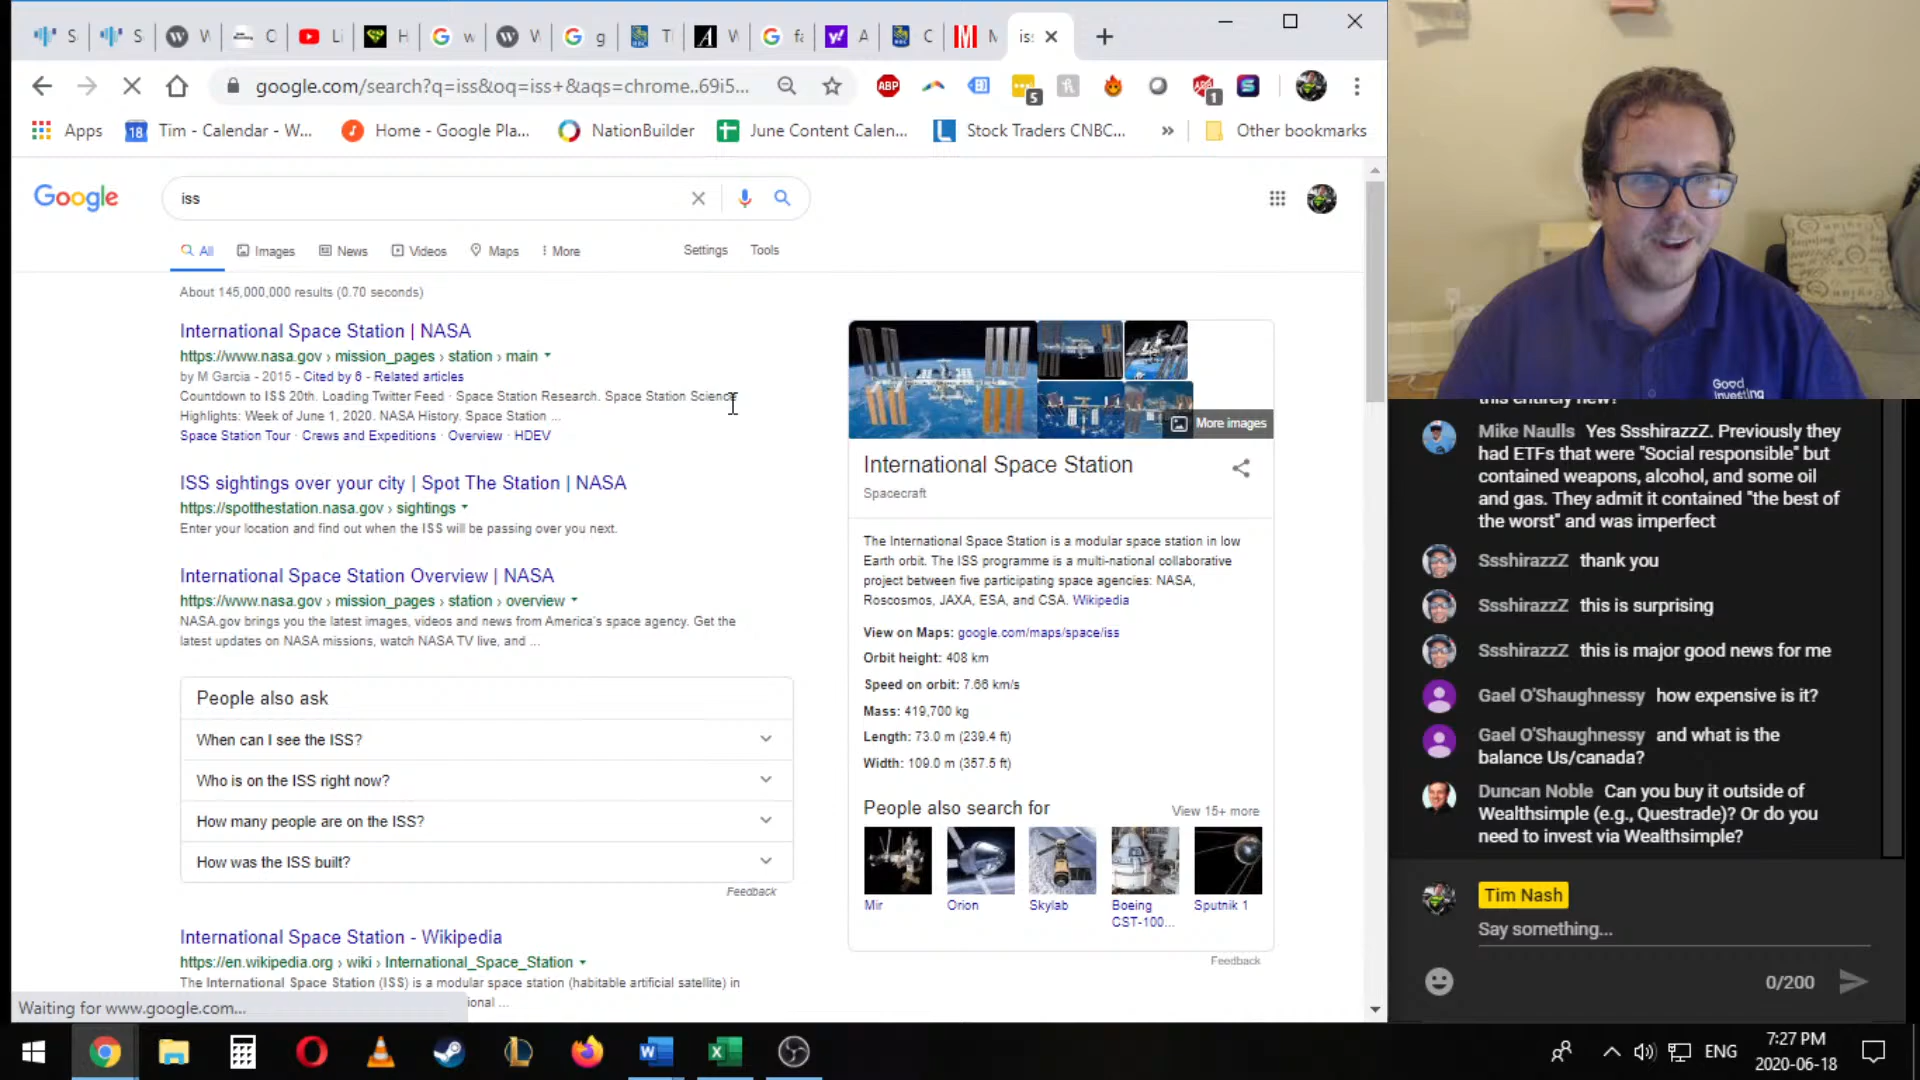 google.com/search?q=iss&oq=iss+&aqs=chrome..69i5...
5
1
Apps
18
Tim - Calendar - W...
Home - Google Pla...
NationBuilder
June Content Calen...
Stock Traders CNBC...
»
Other bookmarks
Google
iss
All
Images
News
Videos
Maps
More
Settings
Tools
About 145,000,000 results (0.70 seconds)
International Space Station | NASA
https://www.nasa.gov › mission_pages › station › main
by M Garcia - 2015 - Cited by 6 - Related articles
Countdown to ISS 20th. Loading Twitter Feed · Space Station Research. Space Station Science
Highlights: Week of June 1, 2020. NASA History. Space Station ...
Space Station Tour · Crews and Expeditions · Overview · HDEV
ISS sightings over your city | Spot The Station | NASA
https://spotthestation.nasa.gov › sightings
Enter your location and find out when the ISS will be passing over you next.
International Space Station Overview | NASA
https://www.nasa.gov › mission_pages › station › overview
NASA.gov brings you the latest images, videos and news from America's space agency. Get the
latest updates on NASA missions, watch NASA TV live, and ...
People also ask
When can I see the ISS?
Who is on the ISS right now?
How many people are on the ISS?
How was the ISS built?
Feedback
International Space Station - Wikipedia
https://en.wikipedia.org › wiki › International_Space_Station
The International Space Station (ISS) is a modular space station (habitable artificial satellite) in
ional ...
Waiting for www.google.com...
More images
International Space Station
Spacecraft
The International Space Station is a modular space station in low
Earth orbit. The ISS programme is a multi-national collaborative
project between five participating space agencies: NASA,
Roscosmos, JAXA, ESA, and CSA. Wikipedia
View on Maps: google.com/maps/space/iss
Orbit height: 408 km
Speed on orbit: 7.66 km/s
Mass: 419,700 kg
Length: 73.0 m (239.4 ft)
Width: 109.0 m (357.5 ft)
People also search for
View 15+ more
Mir
Orion
Skylab
Boeing
CST-100...
Sputnik 1
Feedback
Good
Investing
this entirely new?
Mike Naulls Yes SsshirazzZ. Previously they
had ETFs that were "Social responsible" but
contained weapons, alcohol, and some oil
and gas. They admit it contained "the best of
the worst" and was imperfect
SsshirazzZ thank you
SsshirazzZ this is surprising
SsshirazzZ this is major good news for me
Gael O'Shaughnessy how expensive is it?
Gael O'Shaughnessy and what is the
balance Us/canada?
Duncan Noble Can you buy it outside of
Wealthsimple (e.g., Questrade)? Or do you
need to invest via Wealthsimple?
Tim Nash
Say something...
0/200
ENG
7:27 PM
2020-06-18